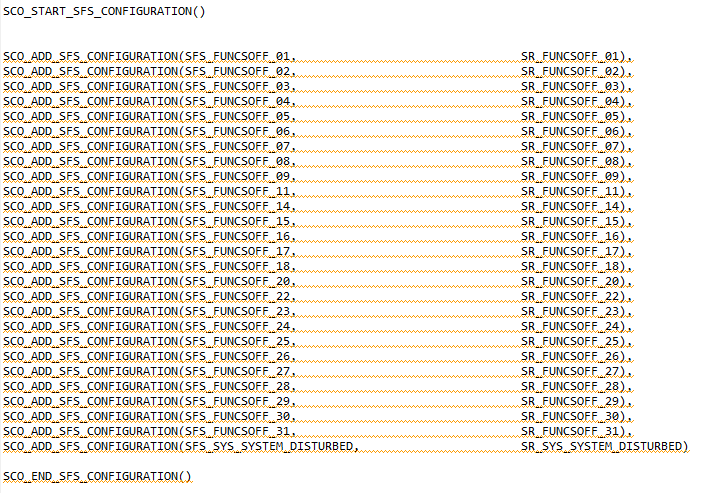 SCO_START_SFS_CONFIGURATION()
SCO_ADD_SFS_CONFIGURATION(SFS_FUNCSOFF_01, SR_FUNCSOFF_01),
SCO_ADD_SFS_CONFIGURATION(SFS_FUNCSOFF_02, SR_FUNCSOFF_02),
SCO_ADD_SFS_CONFIGURATION(SFS_FUNCSOFF_03, SR_FUNCSOFF_03),
SCO_ADD_SFS_CONFIGURATION(SFS_FUNCSOFF_04, SR_FUNCSOFF_04),
SCO_ADD_SFS_CONFIGURATION(SFS_FUNCSOFF_05, SR_FUNCSOFF_05),
SCO_ADD_SFS_CONFIGURATION(SFS_FUNCSOFF_06, SR_FUNCSOFF_06),
SCO_ADD_SFS_CONFIGURATION(SFS_FUNCSOFF_07, SR_FUNCSOFF_07),
SCO_ADD_SFS_CONFIGURATION(SFS_FUNCSOFF_08, SR_FUNCSOFF_08),
SCO_ADD_SFS_CONFIGURATION(SFS_FUNCSOFF_09, SR_FUNCSOFF_09),
SCO_ADD_SFS_CONFIGURATION(SFS_FUNCSOFF_11, SR_FUNCSOFF_11),
SCO_ADD_SFS_CONFIGURATION(SFS_FUNCSOFF_14, SR_FUNCSOFF_14),
SCO_ADD_SFS_CONFIGURATION(SFS_FUNCSOFF_15, SR_FUNCSOFF_15),
SCO_ADD_SFS_CONFIGURATION(SFS_FUNCSOFF_16, SR_FUNCSOFF_16),
SCO_ADD_SFS_CONFIGURATION(SFS_FUNCSOFF_17, SR_FUNCSOFF_17),
SCO_ADD_SFS_CONFIGURATION(SFS_FUNCSOFF_18, SR_FUNCSOFF_18),
SCO_ADD_SFS_CONFIGURATION(SFS_FUNCSOFF_20, SR_FUNCSOFF_20),
SCO_ADD_SFS_CONFIGURATION(SFS_FUNCSOFF_22, SR_FUNCSOFF_22),
SCO_ADD_SFS_CONFIGURATION(SFS_FUNCSOFF_23, SR_FUNCSOFF_23),
SCO_ADD_SFS_CONFIGURATION(SFS_FUNCSOFF_24, SR_FUNCSOFF_24),
SCO_ADD_SFS_CONFIGURATION(SFS_FUNCSOFF_25, SR_FUNCSOFF_25),
SCO_ADD_SFS_CONFIGURATION(SFS_FUNCSOFF_26, SR_FUNCSOFF_26),
SCO_ADD_SFS_CONFIGURATION(SFS_FUNCSOFF_27, SR_FUNCSOFF_27),
SCO_ADD_SFS_CONFIGURATION(SFS_FUNCSOFF_28, SR_FUNCSOFF_28),
SCO_ADD_SFS_CONFIGURATION(SFS_FUNCSOFF_29, SR_FUNCSOFF_29),
SCO_ADD_SFS_CONFIGURATION(SFS_FUNCSOFF_30, SR_FUNCSOFF_30),
SCO_ADD_SFS_CONFIGURATION(SFS_FUNCSOFF_31, SR_FUNCSOFF_31),
SCO_ADD_SFS_CONFIGURATION(SFS_SYS_SYSTEM_DISTURBED, SR_SYS_SYSTEM_DISTURBED)
SCO_END_SFS_CONFIGURATION()